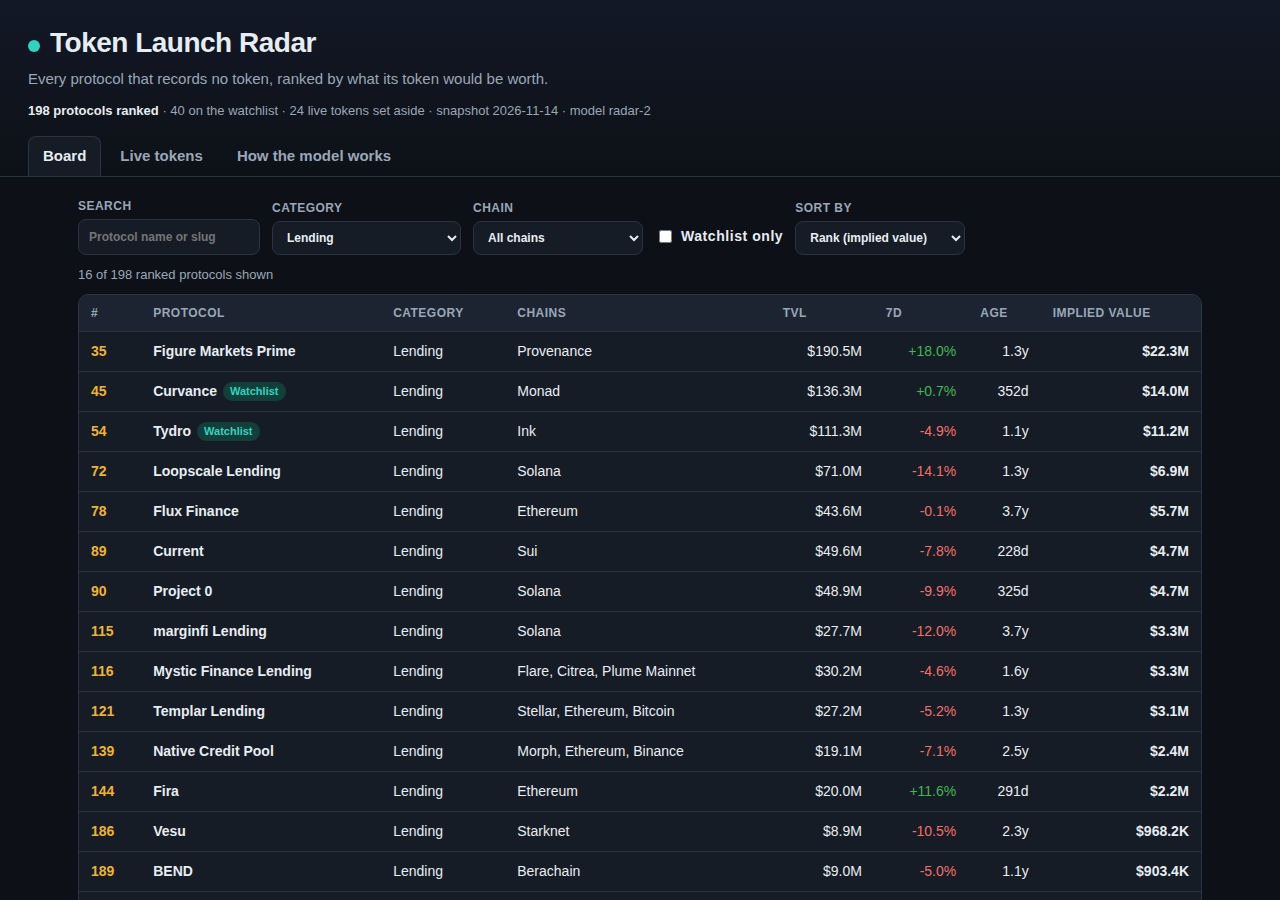 Token Launch Radar
Every protocol that records no token, ranked by what its token would be worth.
198 protocols ranked · 40 on the watchlist · 24 live tokens set aside · snapshot 2026-11-14 · model radar-2
Board Live tokens How the model works
SEARCH CATEGORY CHAIN SORT BY
Protocol name or slug Lending All chains Watchlist only Rank (implied value)
16 of 198 ranked protocols shown
# PROTOCOL CATEGORY CHAINS TVL 7D AGE IMPLIED VALUE
35 Figure Markets Prime Lending Provenance $190.5M +18.0% 1.3y $22.3M
45 Curvance Watchlist Lending Monad $136.3M +0.7% 352d $14.0M
54 Tydro Watchlist Lending Ink $111.3M -4.9% 1.1y $11.2M
72 Loopscale Lending Lending Solana $71.0M -14.1% 1.3y $6.9M
78 Flux Finance Lending Ethereum $43.6M -0.1% 3.7y $5.7M
89 Current Lending Sui $49.6M -7.8% 228d $4.7M
90 Project 0 Lending Solana $48.9M -9.9% 325d $4.7M
115 marginfi Lending Lending Solana $27.7M -12.0% 3.7y $3.3M
116 Mystic Finance Lending Lending Flare, Citrea, Plume Mainnet $30.2M -4.6% 1.6y $3.3M
121 Templar Lending Lending Stellar, Ethereum, Bitcoin $27.2M -5.2% 1.3y $3.1M
139 Native Credit Pool Lending Morph, Ethereum, Binance $19.1M -7.1% 2.5y $2.4M
144 Fira Lending Ethereum $20.0M +11.6% 291d $2.2M
186 Vesu Lending Starknet $8.9M -10.5% 2.3y $968.2K
189 BEND Lending Berachain $9.0M -5.0% 1.1y $903.4K